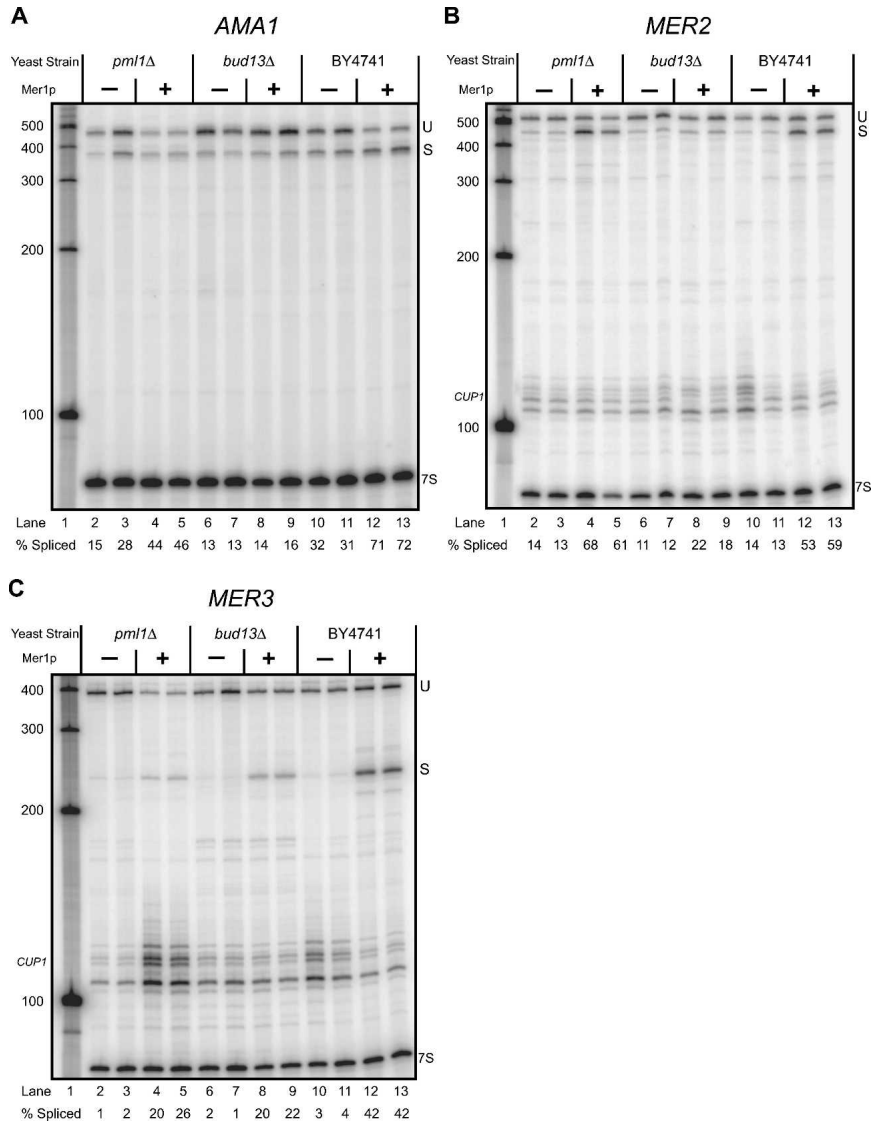 A
AMA1
Yeast Strain pml1Δ bud13Δ BY4741
Mer1p − + − + − +
500
400
300
200
100
U
S
7S
Lane 1 2 3 4 5 6 7 8 9 10 11 12 13
% Spliced 15 28 44 46 13 13 14 16 32 31 71 72
B
MER2
Yeast Strain pml1Δ bud13Δ BY4741
Mer1p − + − + − +
500
400
300
200
CUP1
100
U
S
7S
Lane 1 2 3 4 5 6 7 8 9 10 11 12 13
% Spliced 14 13 68 61 11 12 22 18 14 13 53 59
C
MER3
Yeast Strain pml1Δ bud13Δ BY4741
Mer1p − + − + − +
400
300
200
CUP1
100
U
S
7S
Lane 1 2 3 4 5 6 7 8 9 10 11 12 13
% Spliced 1 2 20 26 2 1 20 22 3 4 42 42